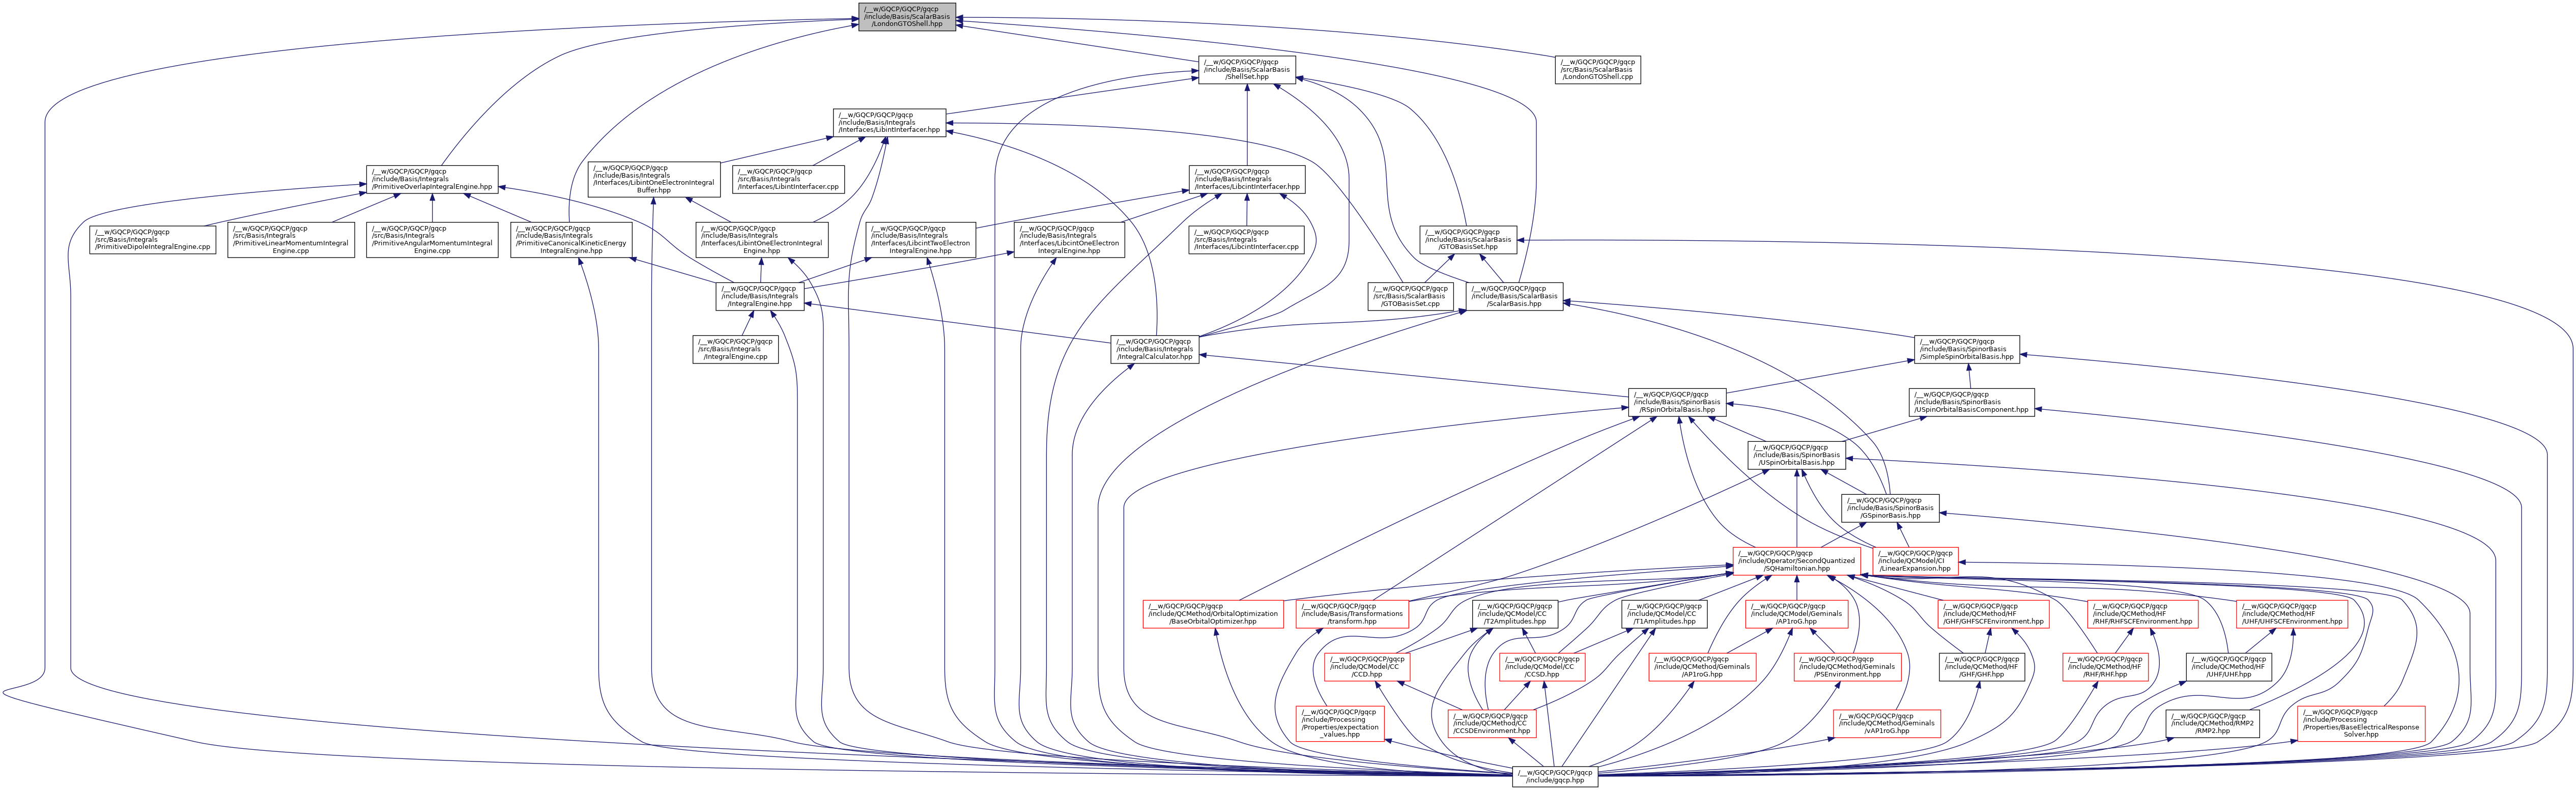 /__w/GQCP/GQCP/gqcp
/include/Basis/ScalarBasis
/LondonGTOShell.hpp
/__w/GQCP/GQCP/gqcp
/include/Basis/ScalarBasis
/ShellSet.hpp
/__w/GQCP/GQCP/gqcp
/src/Basis/ScalarBasis
/LondonGTOShell.cpp
/__w/GQCP/GQCP/gqcp
/include/Basis/Integrals
/Interfaces/LibintInterfacer.hpp
/__w/GQCP/GQCP/gqcp
/include/Basis/Integrals
/PrimitiveOverlapIntegralEngine.hpp
/__w/GQCP/GQCP/gqcp
/include/Basis/Integrals
/Interfaces/LibintOneElectronIntegral
Buffer.hpp
/__w/GQCP/GQCP/gqcp
/src/Basis/Integrals
/Interfaces/LibintInterfacer.cpp
/__w/GQCP/GQCP/gqcp
/include/Basis/Integrals
/Interfaces/LibcintInterfacer.hpp
/__w/GQCP/GQCP/gqcp
/src/Basis/Integrals
/PrimitiveDipoleIntegralEngine.cpp
/__w/GQCP/GQCP/gqcp
/src/Basis/Integrals
/PrimitiveLinearMomentumIntegral
Engine.cpp
/__w/GQCP/GQCP/gqcp
/src/Basis/Integrals
/PrimitiveAngularMomentumIntegral
Engine.cpp
/__w/GQCP/GQCP/gqcp
/include/Basis/Integrals
/PrimitiveCanonicalKineticEnergy
IntegralEngine.hpp
/__w/GQCP/GQCP/gqcp
/include/Basis/Integrals
/Interfaces/LibintOneElectronIntegral
Engine.hpp
/__w/GQCP/GQCP/gqcp
/include/Basis/Integrals
/Interfaces/LibcintTwoElectron
IntegralEngine.hpp
/__w/GQCP/GQCP/gqcp
/include/Basis/Integrals
/Interfaces/LibcintOneElectron
IntegralEngine.hpp
/__w/GQCP/GQCP/gqcp
/src/Basis/Integrals
/Interfaces/LibcintInterfacer.cpp
/__w/GQCP/GQCP/gqcp
/include/Basis/ScalarBasis
/GTOBasisSet.hpp
/__w/GQCP/GQCP/gqcp
/include/Basis/Integrals
/IntegralEngine.hpp
/__w/GQCP/GQCP/gqcp
/src/Basis/ScalarBasis
/GTOBasisSet.cpp
/__w/GQCP/GQCP/gqcp
/include/Basis/ScalarBasis
/ScalarBasis.hpp
/__w/GQCP/GQCP/gqcp
/src/Basis/Integrals
/IntegralEngine.cpp
/__w/GQCP/GQCP/gqcp
/include/Basis/Integrals
/IntegralCalculator.hpp
/__w/GQCP/GQCP/gqcp
/include/Basis/SpinorBasis
/SimpleSpinOrbitalBasis.hpp
/__w/GQCP/GQCP/gqcp
/include/Basis/SpinorBasis
/RSpinOrbitalBasis.hpp
/__w/GQCP/GQCP/gqcp
/include/Basis/SpinorBasis
/USpinOrbitalBasisComponent.hpp
/__w/GQCP/GQCP/gqcp
/include/Basis/SpinorBasis
/USpinOrbitalBasis.hpp
/__w/GQCP/GQCP/gqcp
/include/Basis/SpinorBasis
/GSpinorBasis.hpp
/__w/GQCP/GQCP/gqcp
/include/Operator/SecondQuantized
/SQHamiltonian.hpp
/__w/GQCP/GQCP/gqcp
/include/QCModel/CI
/LinearExpansion.hpp
/__w/GQCP/GQCP/gqcp
/include/QCMethod/OrbitalOptimization
/BaseOrbitalOptimizer.hpp
/__w/GQCP/GQCP/gqcp
/include/Basis/Transformations
/transform.hpp
/__w/GQCP/GQCP/gqcp
/include/QCModel/CC
/T2Amplitudes.hpp
/__w/GQCP/GQCP/gqcp
/include/QCModel/CC
/T1Amplitudes.hpp
/__w/GQCP/GQCP/gqcp
/include/QCModel/Geminals
/AP1roG.hpp
/__w/GQCP/GQCP/gqcp
/include/QCMethod/HF
/GHF/GHFSCFEnvironment.hpp
/__w/GQCP/GQCP/gqcp
/include/QCMethod/HF
/RHF/RHFSCFEnvironment.hpp
/__w/GQCP/GQCP/gqcp
/include/QCMethod/HF
/UHF/UHFSCFEnvironment.hpp
/__w/GQCP/GQCP/gqcp
/include/QCModel/CC
/CCD.hpp
/__w/GQCP/GQCP/gqcp
/include/QCModel/CC
/CCSD.hpp
/__w/GQCP/GQCP/gqcp
/include/QCMethod/Geminals
/AP1roG.hpp
/__w/GQCP/GQCP/gqcp
/include/QCMethod/Geminals
/PSEnvironment.hpp
/__w/GQCP/GQCP/gqcp
/include/QCMethod/HF
/GHF/GHF.hpp
/__w/GQCP/GQCP/gqcp
/include/QCMethod/HF
/RHF/RHF.hpp
/__w/GQCP/GQCP/gqcp
/include/QCMethod/HF
/UHF/UHF.hpp
/__w/GQCP/GQCP/gqcp
/include/Processing
/Properties/expectation
_values.hpp
/__w/GQCP/GQCP/gqcp
/include/QCMethod/CC
/CCSDEnvironment.hpp
/__w/GQCP/GQCP/gqcp
/include/QCMethod/Geminals
/vAP1roG.hpp
/__w/GQCP/GQCP/gqcp
/include/QCMethod/RMP2
/RMP2.hpp
/__w/GQCP/GQCP/gqcp
/include/Processing
/Properties/BaseElectricalResponse
Solver.hpp
/__w/GQCP/GQCP/gqcp
/include/gqcp.hpp